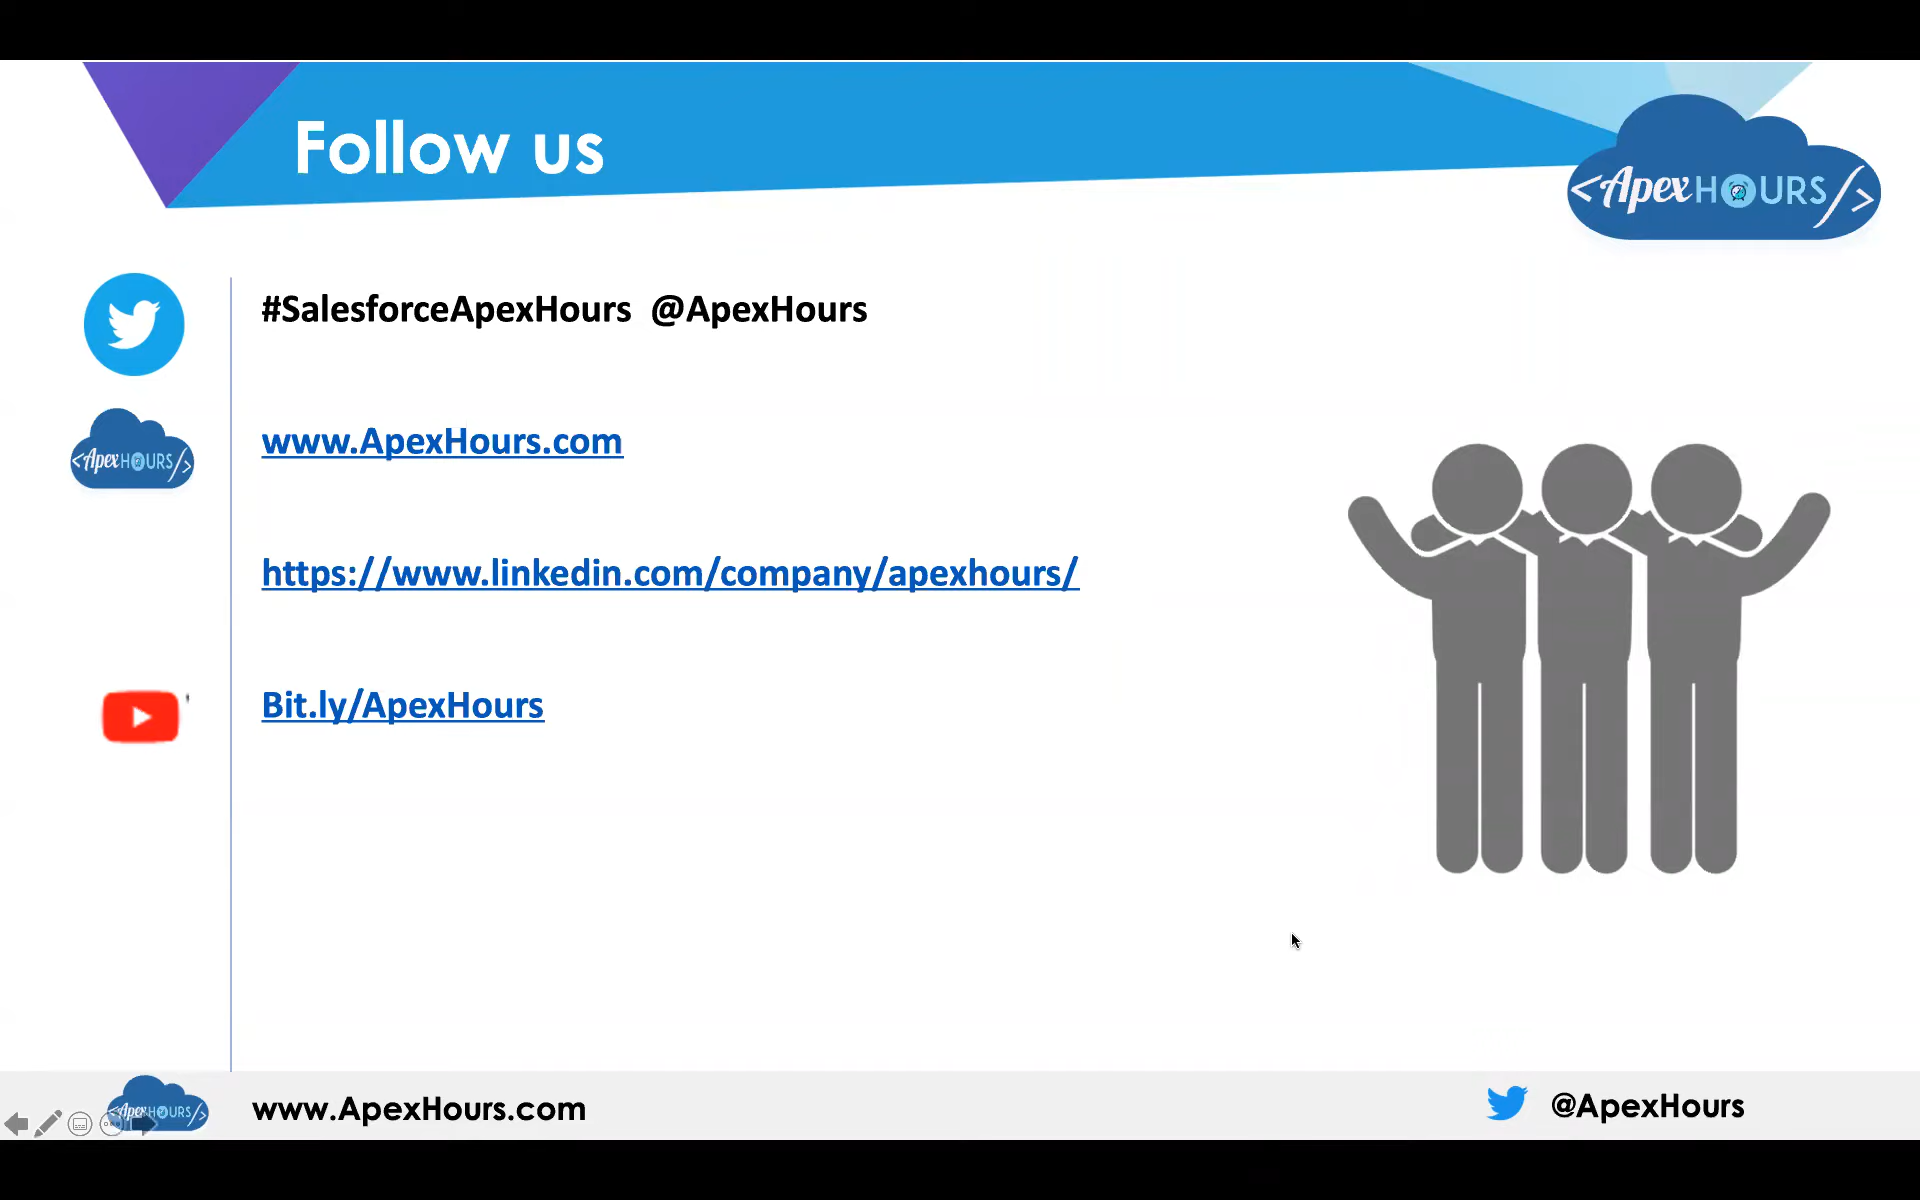 Follow us
<ApexHOURS/>
#SalesforceApexHours @ApexHours
<ApexHOURS/>
www.ApexHours.com
https://www.linkedin.com/company/apexhours/
Bit.ly/ApexHours
<ApexHOURS/>
www.ApexHours.com
@ApexHours